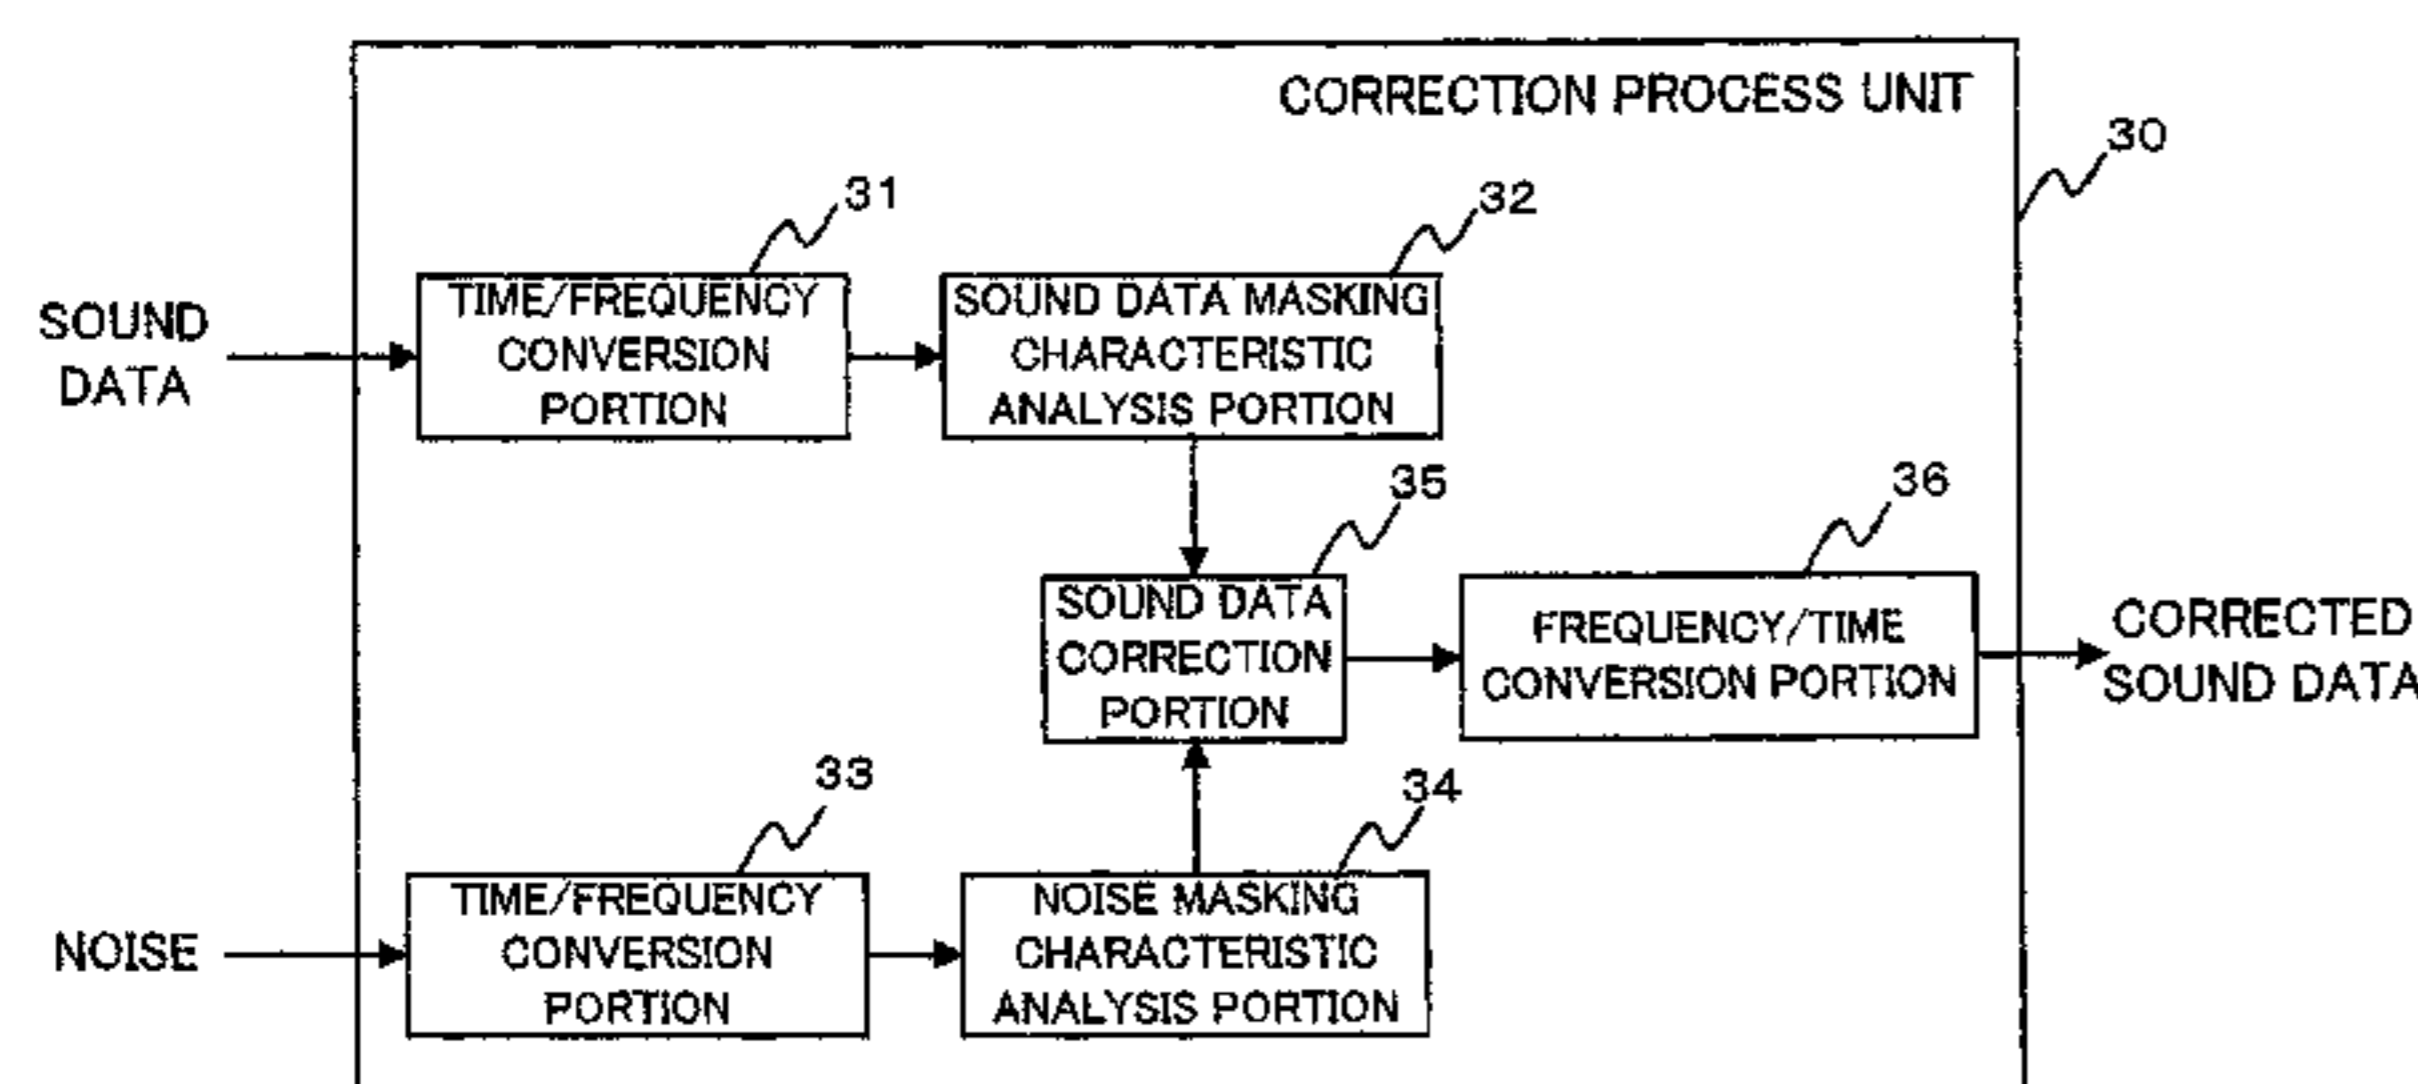 CORRECTION PROCESS UNIT
30
31
32
SOUND
DATA
TIME/FREQUENCY
CONVERSION
PORTION
SOUND DATA MASKING
CHARACTERISTIC
ANALYSIS PORTION
35
36
SOUND DATA
CORRECTION
PORTION
FREQUENCY/TIME
CONVERSION PORTION
CORRECTED
SOUND DATA
33
34
NOISE
TIME/FREQUENCY
CONVERSION
PORTION
NOISE MASKING
CHARACTERISTIC
ANALYSIS PORTION